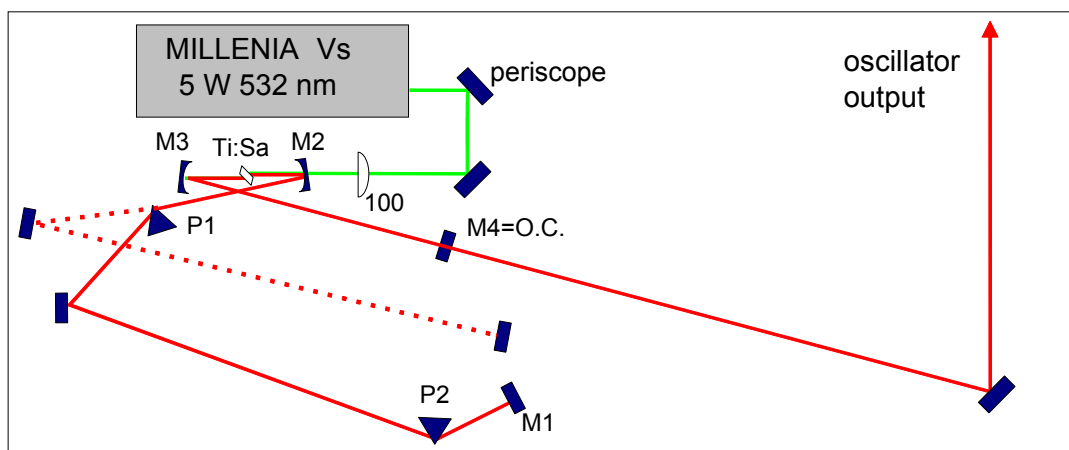 MILLENIA Vs
5 W 532 nm
periscope
oscillator
output
M3
Ti:Sa
M2
100
P1
M4=O.C.
P2
M1